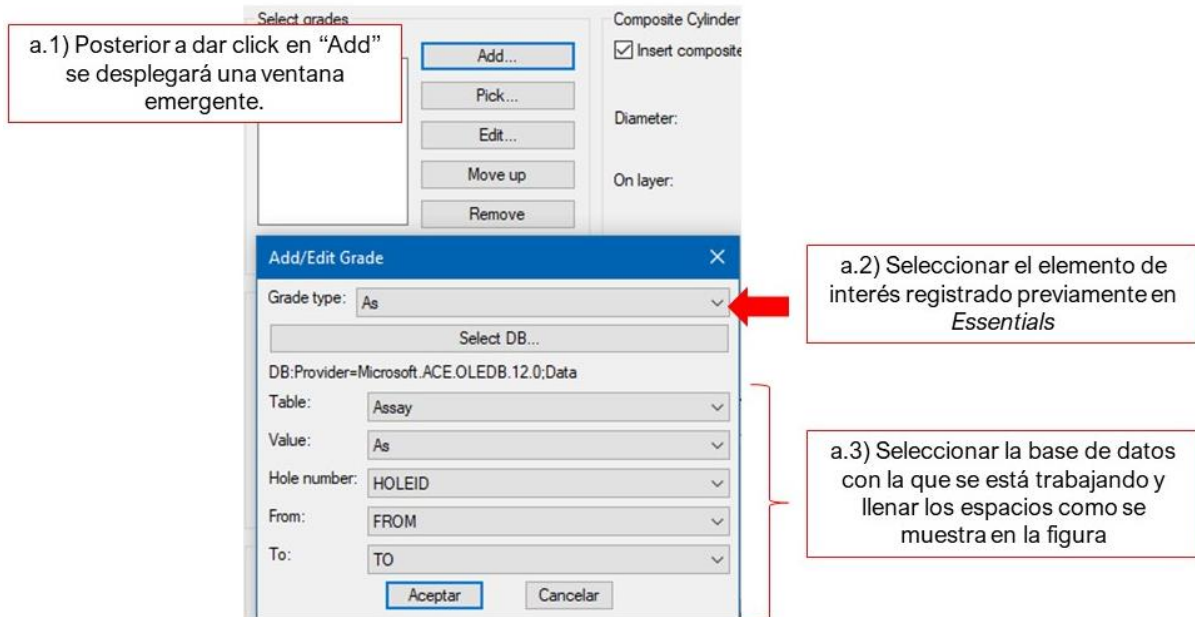 Select grades
Composite Cylinder
a.1) Posterior a dar click en “Add”
se desplegará una ventana
emergente.
Add...
Insert composite
Pick...
Diameter:
Edit...
Move up
On layer:
Remove
Add/Edit Grade
Grade type: As
Select DB...
DB:Provider=Microsoft.ACE.OLEDB.12.0;Data
Table: Assay
Value: As
Hole number: HOLEID
From: FROM
To: TO
Aceptar Cancelar
a.2) Seleccionar el elemento de
interés registrado previamente en
Essentials
a.3) Seleccionar la base de datos
con la que se está trabajando y
llenar los espacios como se
muestra en la figura